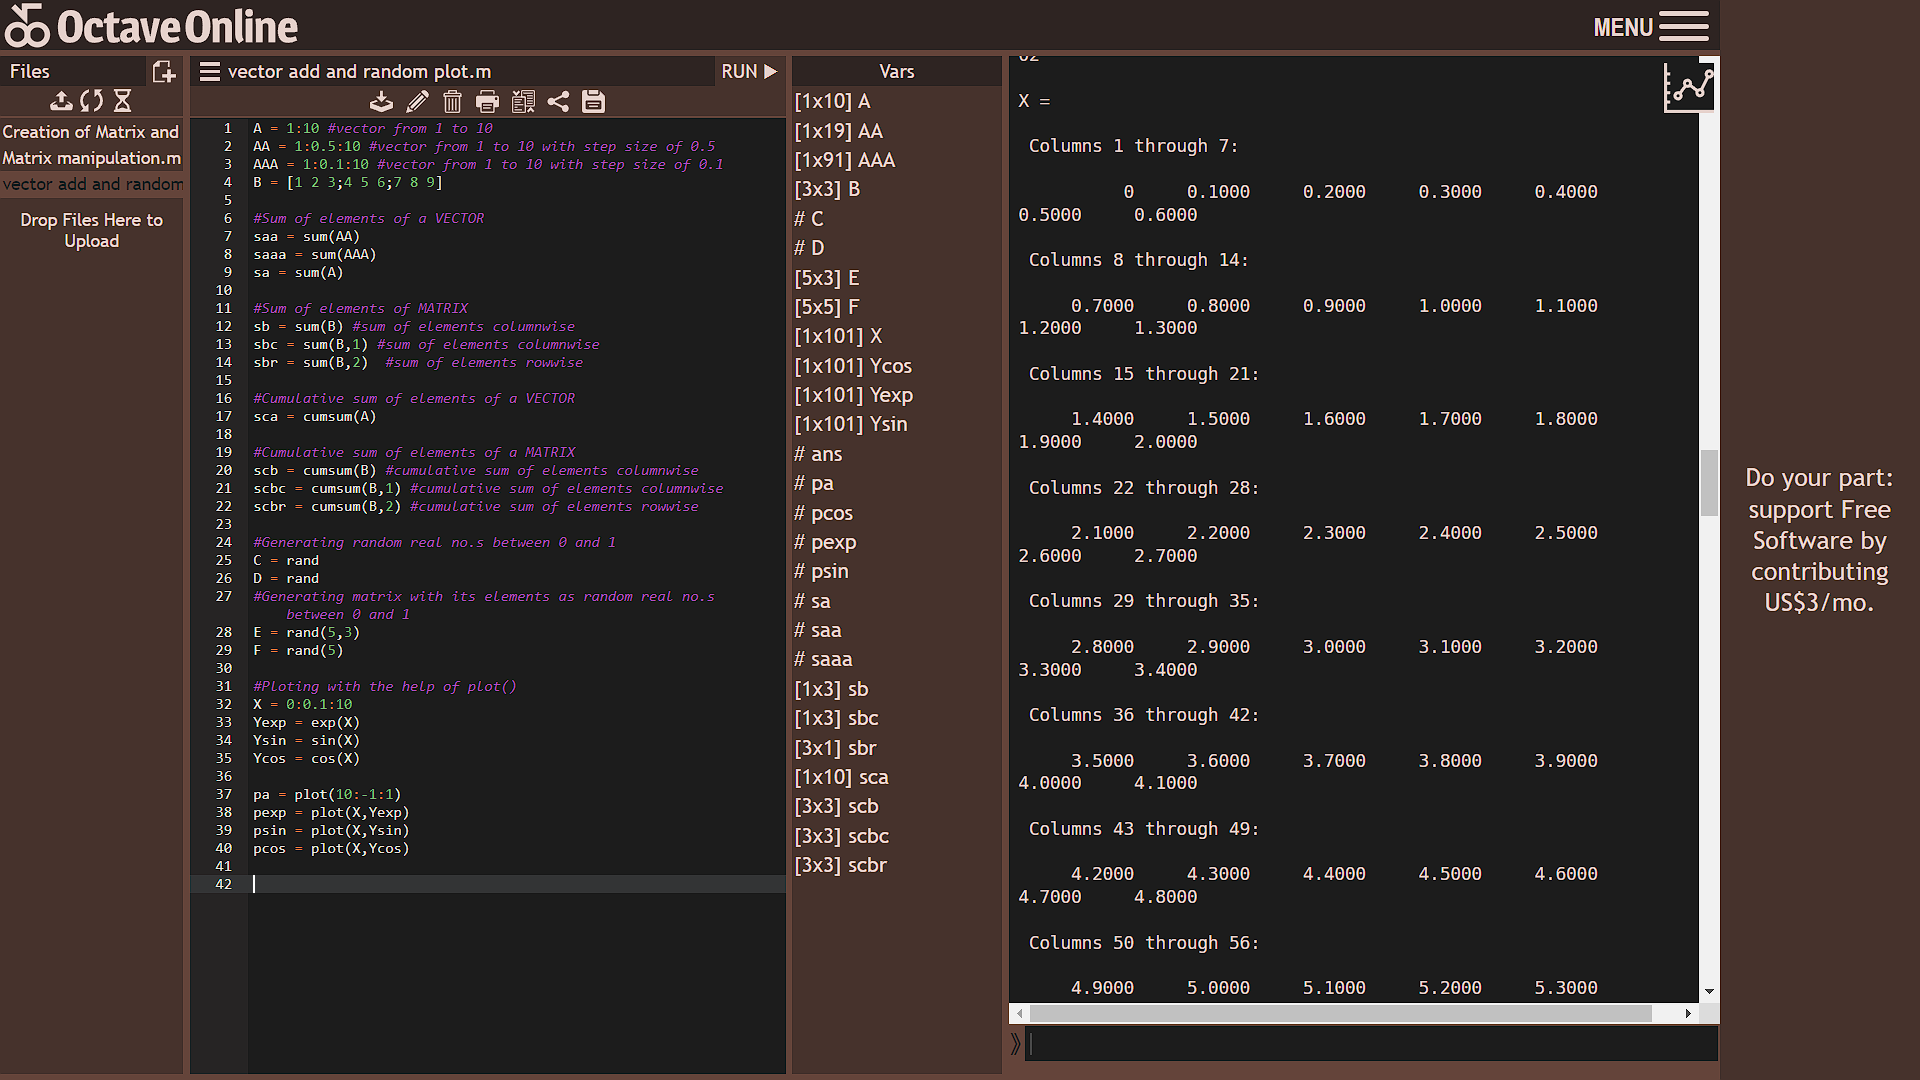 Octave Online
MENU
Files
Creation of Matrix and
Matrix manipulation.m
vector add and random
Drop Files Here to
Upload
vector add and random plot.m
RUN
1 A = 1:10 #vector from 1 to 10
2 AA = 1:0.5:10 #vector from 1 to 10 with step size of 0.5
3 AAA = 1:0.1:10 #vector from 1 to 10 with step size of 0.1
4 B = [1 2 3;4 5 6;7 8 9]
5
6 #Sum of elements of a VECTOR
7 saa = sum(AA)
8 saaa = sum(AAA)
9 sa = sum(A)
10
11 #Sum of elements of MATRIX
12 sb = sum(B) #sum of elements columnwise
13 sbc = sum(B,1) #sum of elements columnwise
14 sbr = sum(B,2)  #sum of elements rowwise
15
16 #Cumulative sum of elements of a VECTOR
17 sca = cumsum(A)
18
19 #Cumulative sum of elements of a MATRIX
20 scb = cumsum(B) #cumulative sum of elements columnwise
21 scbc = cumsum(B,1) #cumulative sum of elements columnwise
22 scbr = cumsum(B,2) #cumulative sum of elements rowwise
23
24 #Generating random real no.s between 0 and 1
25 C = rand
26 D = rand
27 #Generating matrix with its elements as random real no.s
between 0 and 1
28 E = rand(5,3)
29 F = rand(5)
30
31 #Ploting with the help of plot()
32 X = 0:0.1:10
33 Yexp = exp(X)
34 Ysin = sin(X)
35 Ycos = cos(X)
36
37 pa = plot(10:-1:1)
38 pexp = plot(X,Yexp)
39 psin = plot(X,Ysin)
40 pcos = plot(X,Ycos)
41
42
Vars
[1x10] A
[1x19] AA
[1x91] AAA
[3x3] B
# C
# D
[5x3] E
[5x5] F
[1x101] X
[1x101] Ycos
[1x101] Yexp
[1x101] Ysin
# ans
# pa
# pcos
# pexp
# psin
# sa
# saa
# saaa
[1x3] sb
[1x3] sbc
[3x1] sbr
[1x10] sca
[3x3] scb
[3x3] scbc
[3x3] scbr
X =
Columns 1 through 7:
0 0.1000 0.2000 0.3000 0.4000
0.5000 0.6000
Columns 8 through 14:
0.7000 0.8000 0.9000 1.0000 1.1000
1.2000 1.3000
Columns 15 through 21:
1.4000 1.5000 1.6000 1.7000 1.8000
1.9000 2.0000
Columns 22 through 28:
2.1000 2.2000 2.3000 2.4000 2.5000
2.6000 2.7000
Columns 29 through 35:
2.8000 2.9000 3.0000 3.1000 3.2000
3.3000 3.4000
Columns 36 through 42:
3.5000 3.6000 3.7000 3.8000 3.9000
4.0000 4.1000
Columns 43 through 49:
4.2000 4.3000 4.4000 4.5000 4.6000
4.7000 4.8000
Columns 50 through 56:
4.9000 5.0000 5.1000 5.2000 5.3000
Do your part:
support Free
Software by
contributing
US$3/mo.